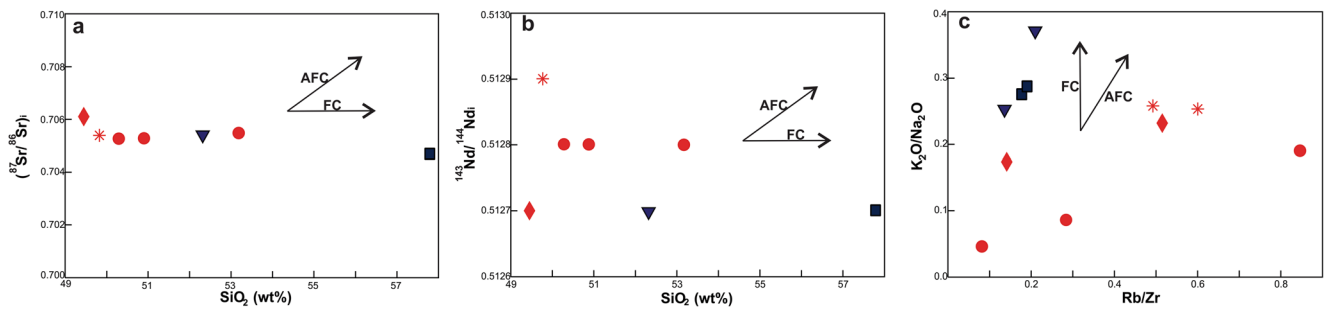 a
0.710
0.708
0.706
0.704
0.702
0.700
(⁸⁷Sr/⁸⁶Sr)ᵢ
AFC
FC
49 51 53 55 57
SiO₂ (wt%)
b
0.5130
0.5129
0.5128
0.5127
0.5126
¹⁴³Nd/¹⁴⁴Ndᵢ
AFC
FC
49 51 53 55 57
SiO₂ (wt%)
c
0.4
0.3
0.2
0.1
0.0
K₂O/Na₂O
FC
AFC
0.2 0.4 0.6 0.8
Rb/Zr